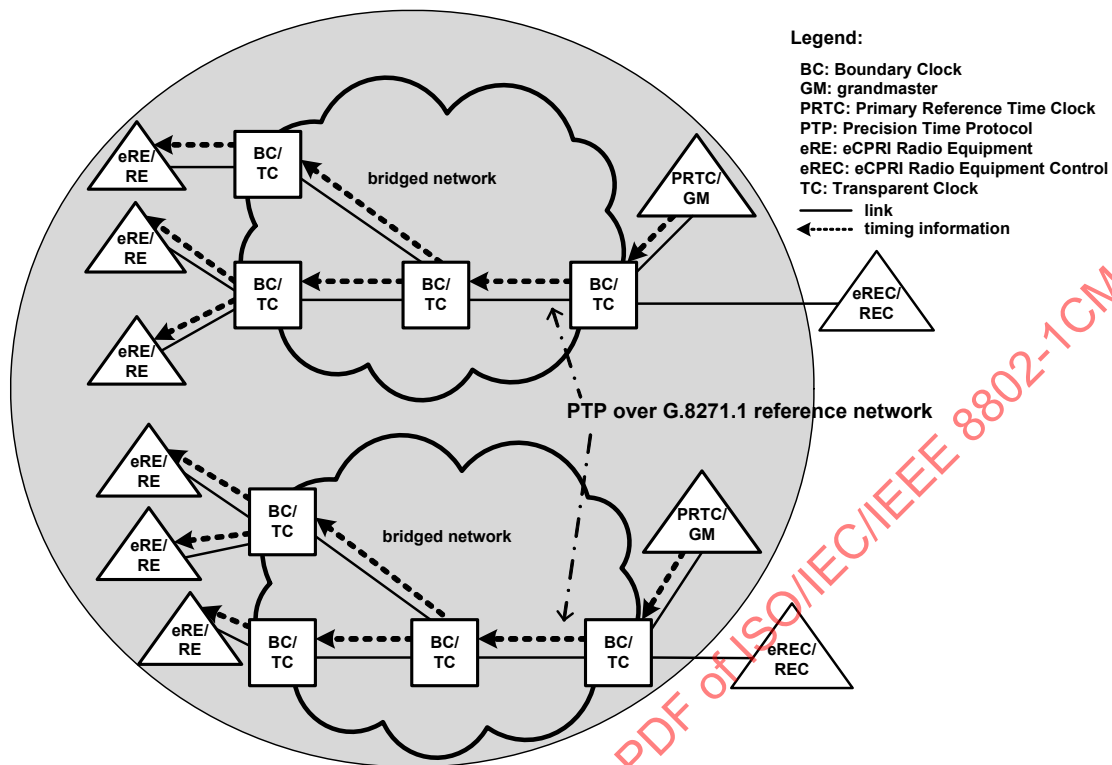 Legend:
BC: Boundary Clock
GM: grandmaster
PRTC: Primary Reference Time Clock
PTP: Precision Time Protocol
eRE: eCPRI Radio Equipment
eREC: eCPRI Radio Equipment Control
TC: Transparent Clock
link
timing information
eRE/
RE
BC/
TC
bridged network
PRTC/
GM
eRE/
RE
BC/
TC
BC/
TC
BC/
TC
eREC/
REC
eRE/
RE
PTP over G.8271.1 reference network
eRE/
RE
BC/
TC
bridged network
PRTC/
GM
eRE/
RE
eRE/
RE
BC/
TC
BC/
TC
BC/
TC
eREC/
REC
PDF of ISO/IEC/IEEE 8802-1CM